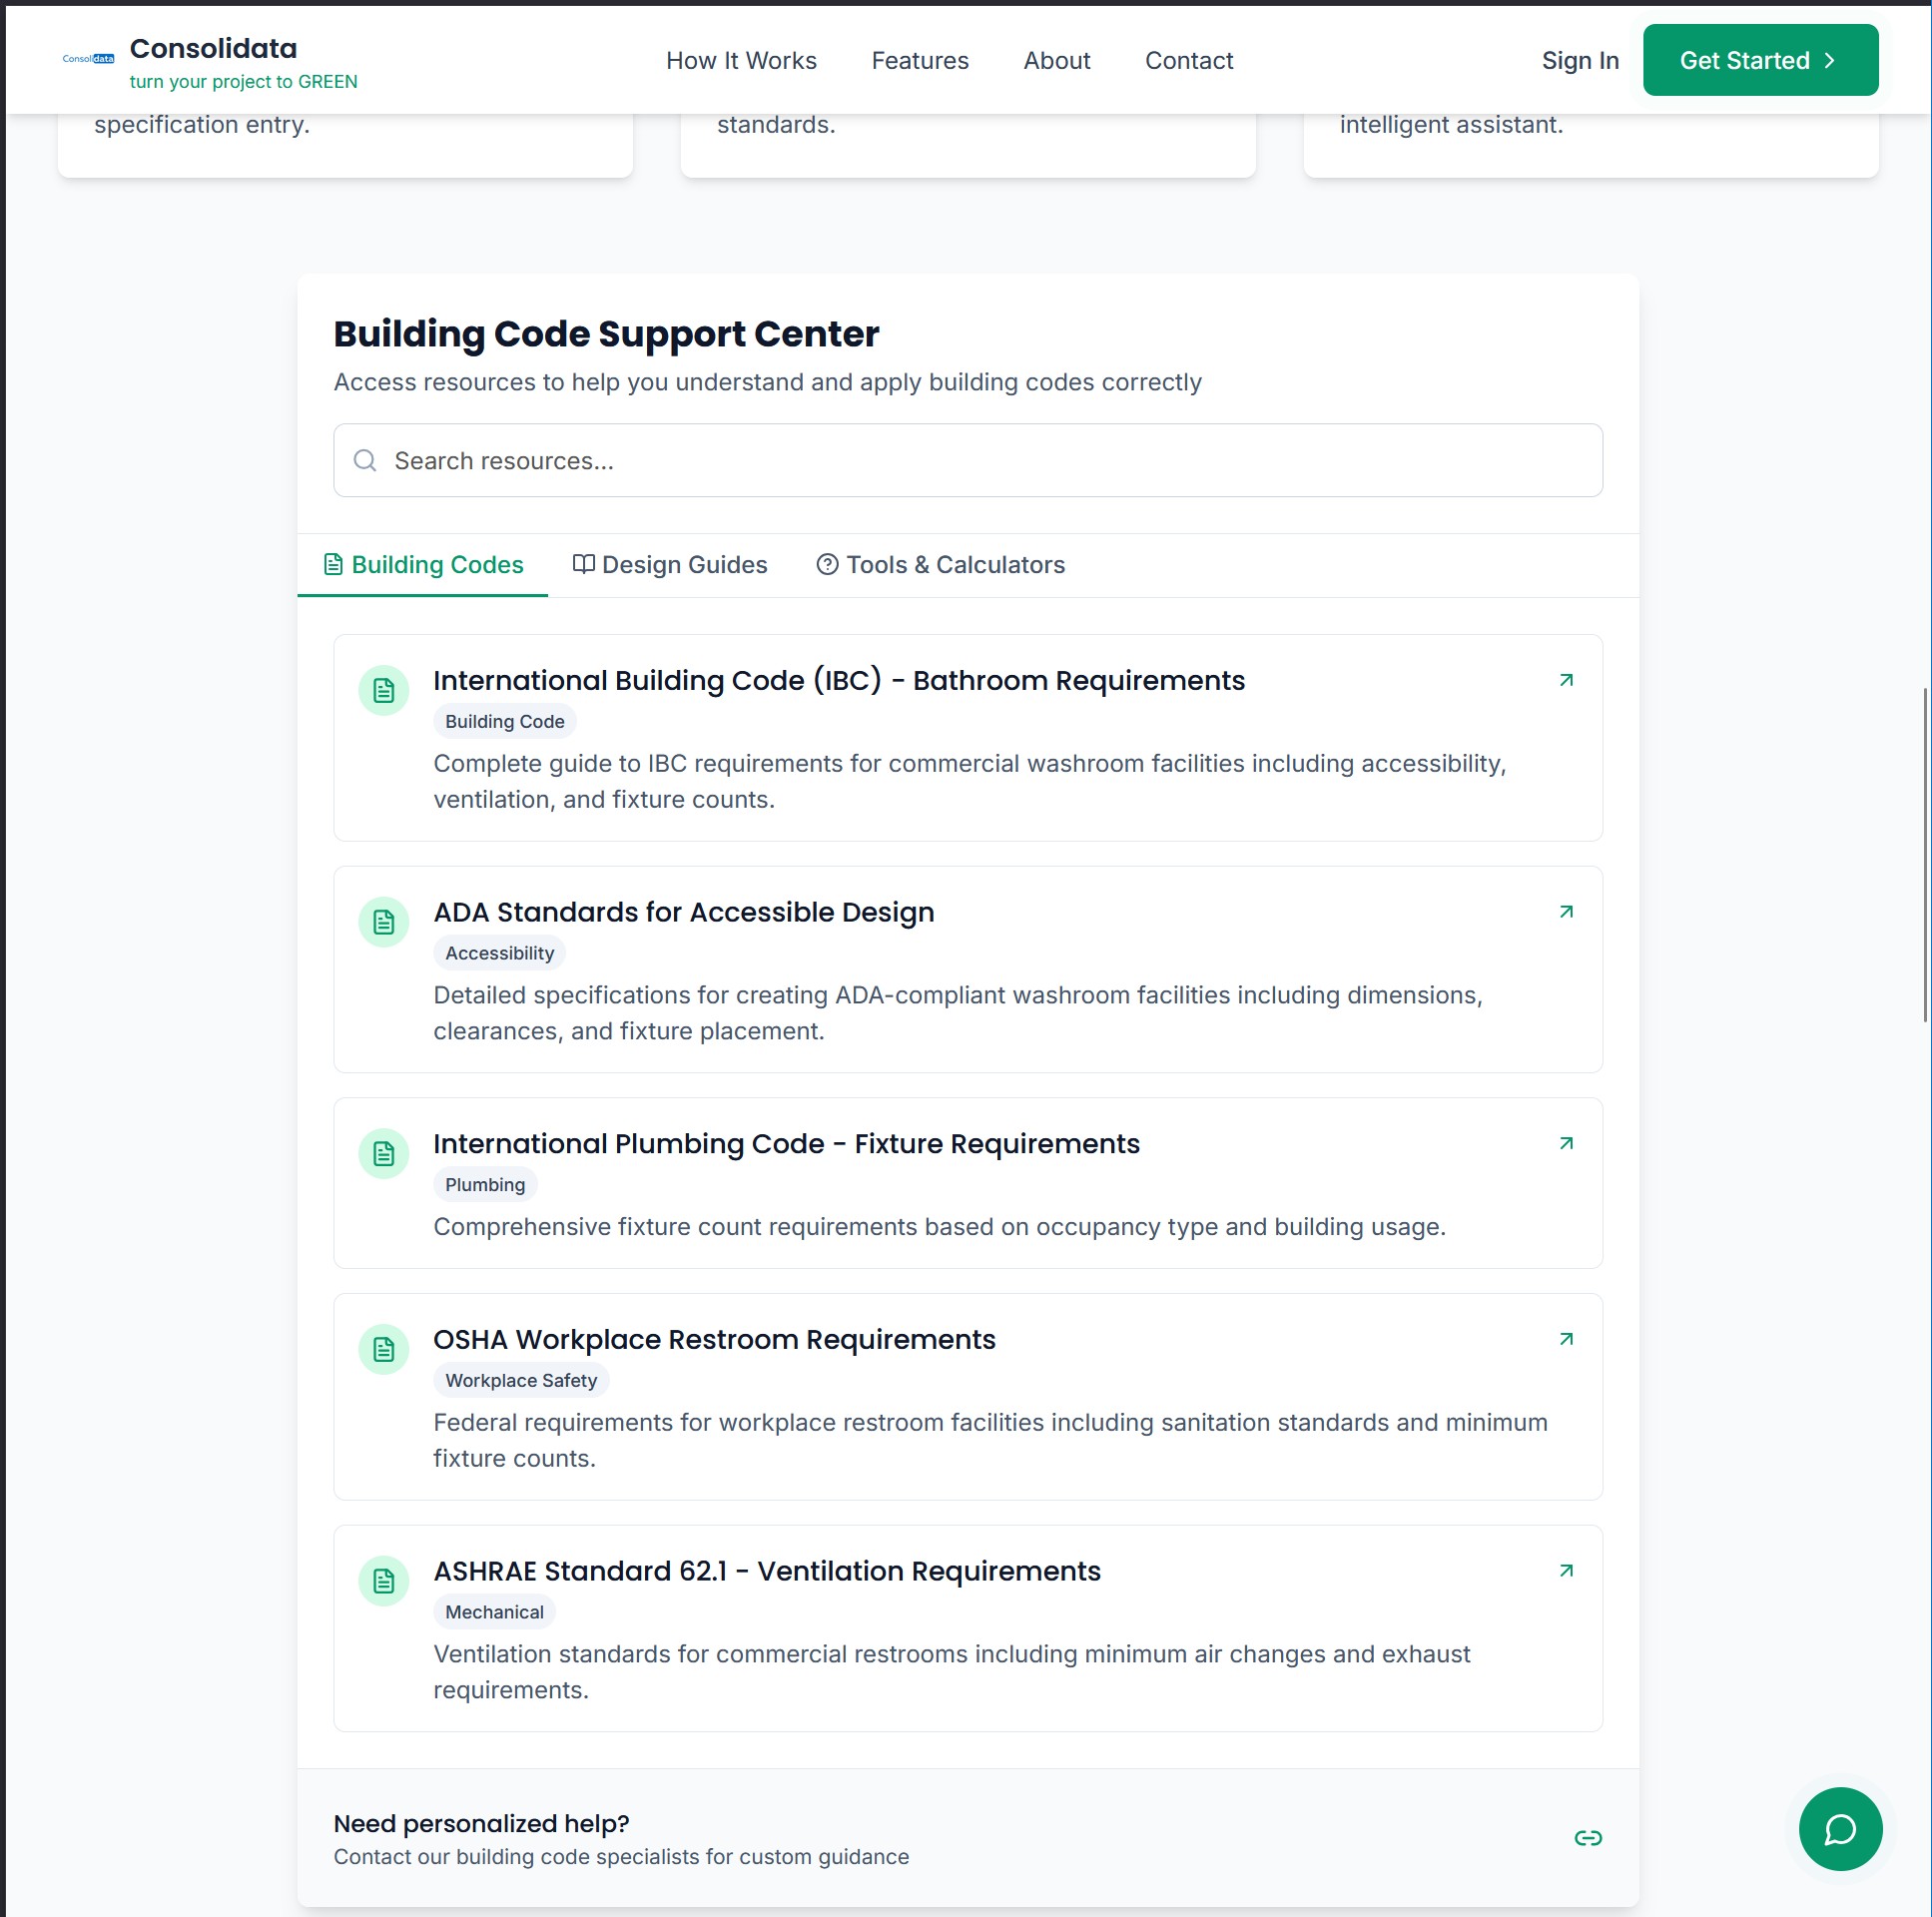 Consolidata
Consolidata
turn your project to GREEN
How It Works
Features
About
Contact
Sign In
Get Started
specification entry.
standards.
intelligent assistant.
Building Code Support Center
Access resources to help you understand and apply building codes correctly
Search resources...
Building Codes
Design Guides
Tools & Calculators
International Building Code (IBC) - Bathroom Requirements
Building Code
Complete guide to IBC requirements for commercial washroom facilities including accessibility,
ventilation, and fixture counts.
ADA Standards for Accessible Design
Accessibility
Detailed specifications for creating ADA-compliant washroom facilities including dimensions,
clearances, and fixture placement.
International Plumbing Code - Fixture Requirements
Plumbing
Comprehensive fixture count requirements based on occupancy type and building usage.
OSHA Workplace Restroom Requirements
Workplace Safety
Federal requirements for workplace restroom facilities including sanitation standards and minimum
fixture counts.
ASHRAE Standard 62.1 - Ventilation Requirements
Mechanical
Ventilation standards for commercial restrooms including minimum air changes and exhaust
requirements.
Need personalized help?
Contact our building code specialists for custom guidance